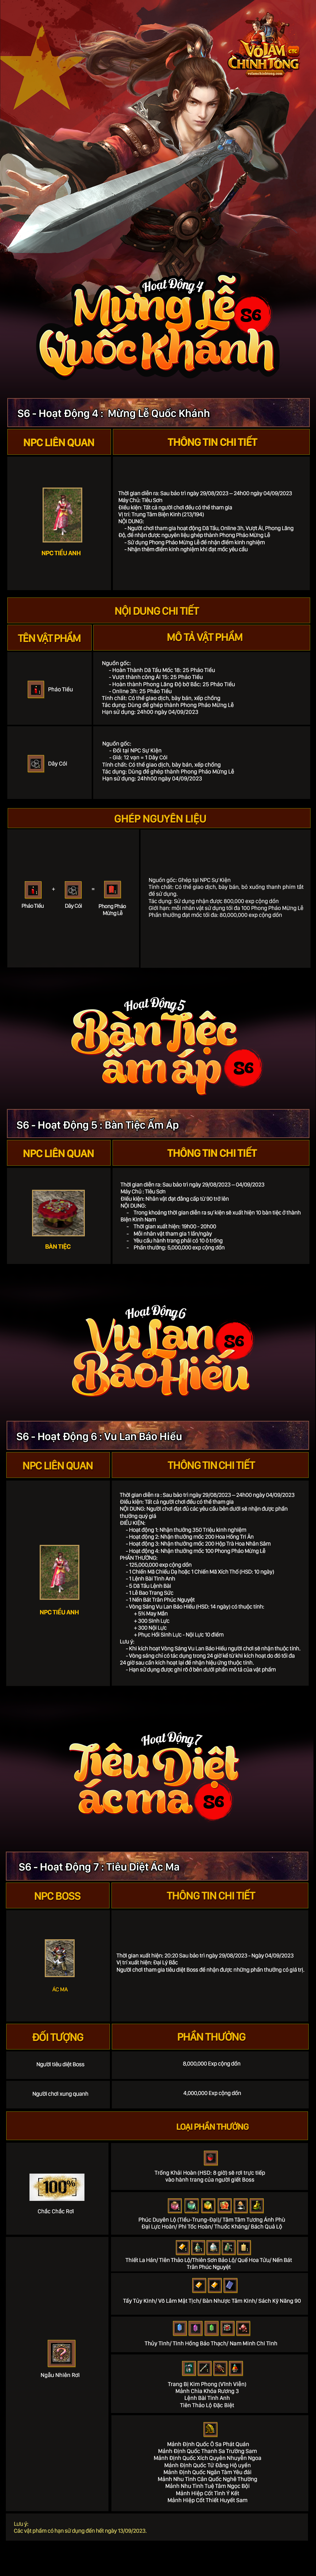 VÕ LÂM
CTC
CHÍNH TÔNG
volamchinhtong.com
Hoạt Động 4
Mừng Lễ
S6
Quốc Khánh
S6 - Hoạt Động 4 : Mừng Lễ Quốc Khánh
NPC LIÊN QUAN
THÔNG TIN CHI TIẾT
NPC TIỂU ANH
Thời gian diễn ra: Sau bảo trì ngày 29/08/2023 – 24h00 ngày 04/09/2023
Máy Chủ: Tiêu Sơn
Điều kiện: Tất cả người chơi đều có thể tham gia
Vị trí: Trung Tâm Biện Kinh (213/194)
NỘI DUNG:
- Người chơi tham gia hoạt động Dã Tẩu, Online 3h, Vượt Ải, Phong Lăng
Độ, để nhận được nguyên liệu ghép thành Phong Pháo Mừng Lễ
- Sử dụng Phong Pháo Mừng Lễ để nhận điểm kinh nghiệm
- Nhận thêm điểm kinh nghiệm khi đạt mốc yêu cầu
NỘI DUNG CHI TIẾT
TÊN VẬT PHẨM
MÔ TẢ VẬT PHẨM
Pháo Tiểu
Nguồn gốc:
- Hoàn Thành Dã Tẩu Mốc 18: 25 Pháo Tiểu
- Vượt thành công Ải 15: 25 Pháo Tiểu
- Hoàn thành Phong Lăng Độ bờ Bắc: 25 Pháo Tiểu
- Online 3h: 25 Pháo Tiểu
Tính chất: Có thể giao dịch, bày bán, xếp chồng
Tác dụng: Dùng để ghép thành Phong Pháo Mừng Lễ
Hạn sử dụng: 24h00 ngày 04/09/2023
Dây Cói
Nguồn gốc:
- Đổi tại NPC Sự Kiện
- Giá: 12 vạn = 1 Dây Cói
Tính chất: Có thể giao dịch, bày bán, xếp chồng
Tác dụng: Dùng để ghép thành Phong Pháo Mừng Lễ
Hạn sử dụng: 24hh00 ngày 04/09/2023
GHÉP NGUYÊN LIỆU
+
=
Pháo Tiểu
Dây Cói
Phong Pháo
Mừng Lễ
Nguồn gốc: Ghép tại NPC Sự Kiện
Tính chất: Có thể giao dịch, bày bán, bỏ xuống thanh phím tắt
để sử dụng.
Tác dụng: Sử dụng nhận được 800,000 exp cộng dồn
Giới hạn: mỗi nhân vật sử dụng tối đa 100 Phong Pháo Mừng Lễ
Phần thưởng đạt mốc tối đa: 80,000,000 exp cộng dồn
Hoạt Động 5
Bàn Tiệc
ấm áp
S6
S6 - Hoạt Động 5 : Bàn Tiệc Ấm Áp
NPC LIÊN QUAN
THÔNG TIN CHI TIẾT
BÀN TIỆC
Thời gian diễn ra: Sau bảo trì ngày 29/08/2023 – 04/09/2023
Máy Chủ : Tiêu Sơn
Điều kiện: Nhân vật đạt đẳng cấp từ 90 trở lên
NỘI DUNG:
- Trong khoảng thời gian diễn ra sự kiện sẽ xuất hiện 10 bàn tiệc ở thành
Biện Kinh Nam
- Thời gian xuất hiện: 19h00 - 20h00
- Mỗi nhân vật tham gia 1 lần/ngày
- Yêu cầu hành trang phải có 10 ô trống
- Phần thưởng: 5,000,000 exp cộng dồn
Hoạt Động 6
Vu Lan
S6
Báo Hiếu
S6 - Hoạt Động 6 : Vu Lan Báo Hiếu
NPC LIÊN QUAN
THÔNG TIN CHI TIẾT
NPC TIỂU ANH
Thời gian diễn ra : Sau bảo trì ngày 29/08/2023 – 24h00 ngày 04/09/2023
Điều kiện: Tất cả người chơi đều có thể tham gia
NỘI DUNG: Người chơi đạt đủ các yêu cầu bên dưới sẽ nhận được phần
thưởng quý giá
ĐIỀU KIỆN:
- Hoạt động 1: Nhận thưởng 350 Triệu kinh nghiệm
- Hoạt động 2: Nhận thưởng mốc 200 Hoa Hồng Tri Ân
- Hoạt động 3: Nhận thưởng mốc 200 Hộp Trà Hoa Nhân Sâm
- Hoạt động 4: Nhận thưởng mốc 100 Phong Pháo Mừng Lễ
PHẦN THƯỞNG:
- 125,000,000 exp cộng dồn
- 1 Chiến Mã Chiếu Dạ hoặc 1 Chiến Mã Xích Thố (HSD: 10 ngày)
- 1 Lệnh Bài Tinh Anh
- 5 Dã Tẩu Lệnh Bài
- 1 Lễ Bao Trang Sức
- 1 Nến Bát Trân Phúc Nguyệt
- Vòng Sáng Vu Lan Báo Hiếu (HSD: 14 ngày) có thuộc tính:
+ 5% May Mắn
+ 300 Sinh Lực
+ 300 Nội Lực
+ Phục Hồi Sinh Lực - Nội Lực 10 điểm
Lưu ý:
- Khi kích hoạt Vòng Sáng Vu Lan Báo Hiếu người chơi sẽ nhận thuộc tính.
- Vòng sáng chỉ có tác dụng trong 24 giờ kể từ khi kích hoạt do đó tối đa
24 giờ sau cần kích hoạt lại để nhận hiệu ứng thuộc tính.
- Hạn sử dụng được ghi rõ ở bên dưới phần mô tả của vật phẩm
Hoạt Động 7
Tiêu Diệt
ác ma
S6
S6 - Hoạt Động 7 : Tiêu Diệt Ác Ma
NPC BOSS
THÔNG TIN CHI TIẾT
ÁC MA
Thời gian xuất hiện: 20:20 Sau bảo trì ngày 29/08/2023 - Ngày 04/09/2023
Vị trí xuất hiện: Đại Lý Bắc
Người chơi tham gia tiêu diệt Boss để nhận được những phần thưởng có giá trị.
ĐỐI TƯỢNG
PHẦN THƯỞNG
Người tiêu diệt Boss
8,000,000 Exp cộng dồn
Người chơi xung quanh
4,000,000 Exp cộng dồn
LOẠI PHẦN THƯỞNG
100%
Chắc Chắc Rơi
Trống Khải Hoàn (HSD: 8 giờ) sẽ rơi trực tiếp
vào hành trang của người giết Boss
Phúc Duyên Lộ (Tiểu-Trung-Đại)/ Tâm Tâm Tương Ánh Phù
Đại Lực Hoàn/ Phi Tốc Hoàn/ Thuốc Kháng/ Bách Quả Lộ
Ngẫu Nhiên Rơi
Thiết La Hán/ Tiên Thảo Lộ/Thiên Sơn Bảo Lộ/ Quế Hoa Tửu/ Nến Bát
Trân Phúc Nguyệt
Tẩy Tủy Kinh/ Võ Lâm Mật Tịch/ Bàn Nhược Tâm Kinh/ Sách Kỹ Năng 90
Thủy Tinh/ Tinh Hồng Bảo Thạch/ Nam Minh Chi Tinh
Trang Bị Kim Phong (Vĩnh Viễn)
Mảnh Chìa Khóa Rương 3
Lệnh Bài Tinh Anh
Tiên Thảo Lộ Đặc Biệt
Mảnh Định Quốc Ô Sa Phát Quán
Mảnh Định Quốc Thanh Sa Trường Sam
Mảnh Định Quốc Xích Quyên Nhuyễn Ngoa
Mảnh Định Quốc Tử Đằng Hộ uyển
Mảnh Định Quốc Ngân Tàm Yêu đái
Mảnh Nhu Tình Cân Quốc Nghê Thường
Mảnh Nhu Tình Tuệ Tâm Ngọc Bội
Mảnh Hiệp Cốt Tình Ý Kết
Mảnh Hiệp Cốt Thiết Huyết Sam
Lưu ý:
Các vật phẩm có hạn sử dụng đến hết ngày 13/09/2023.